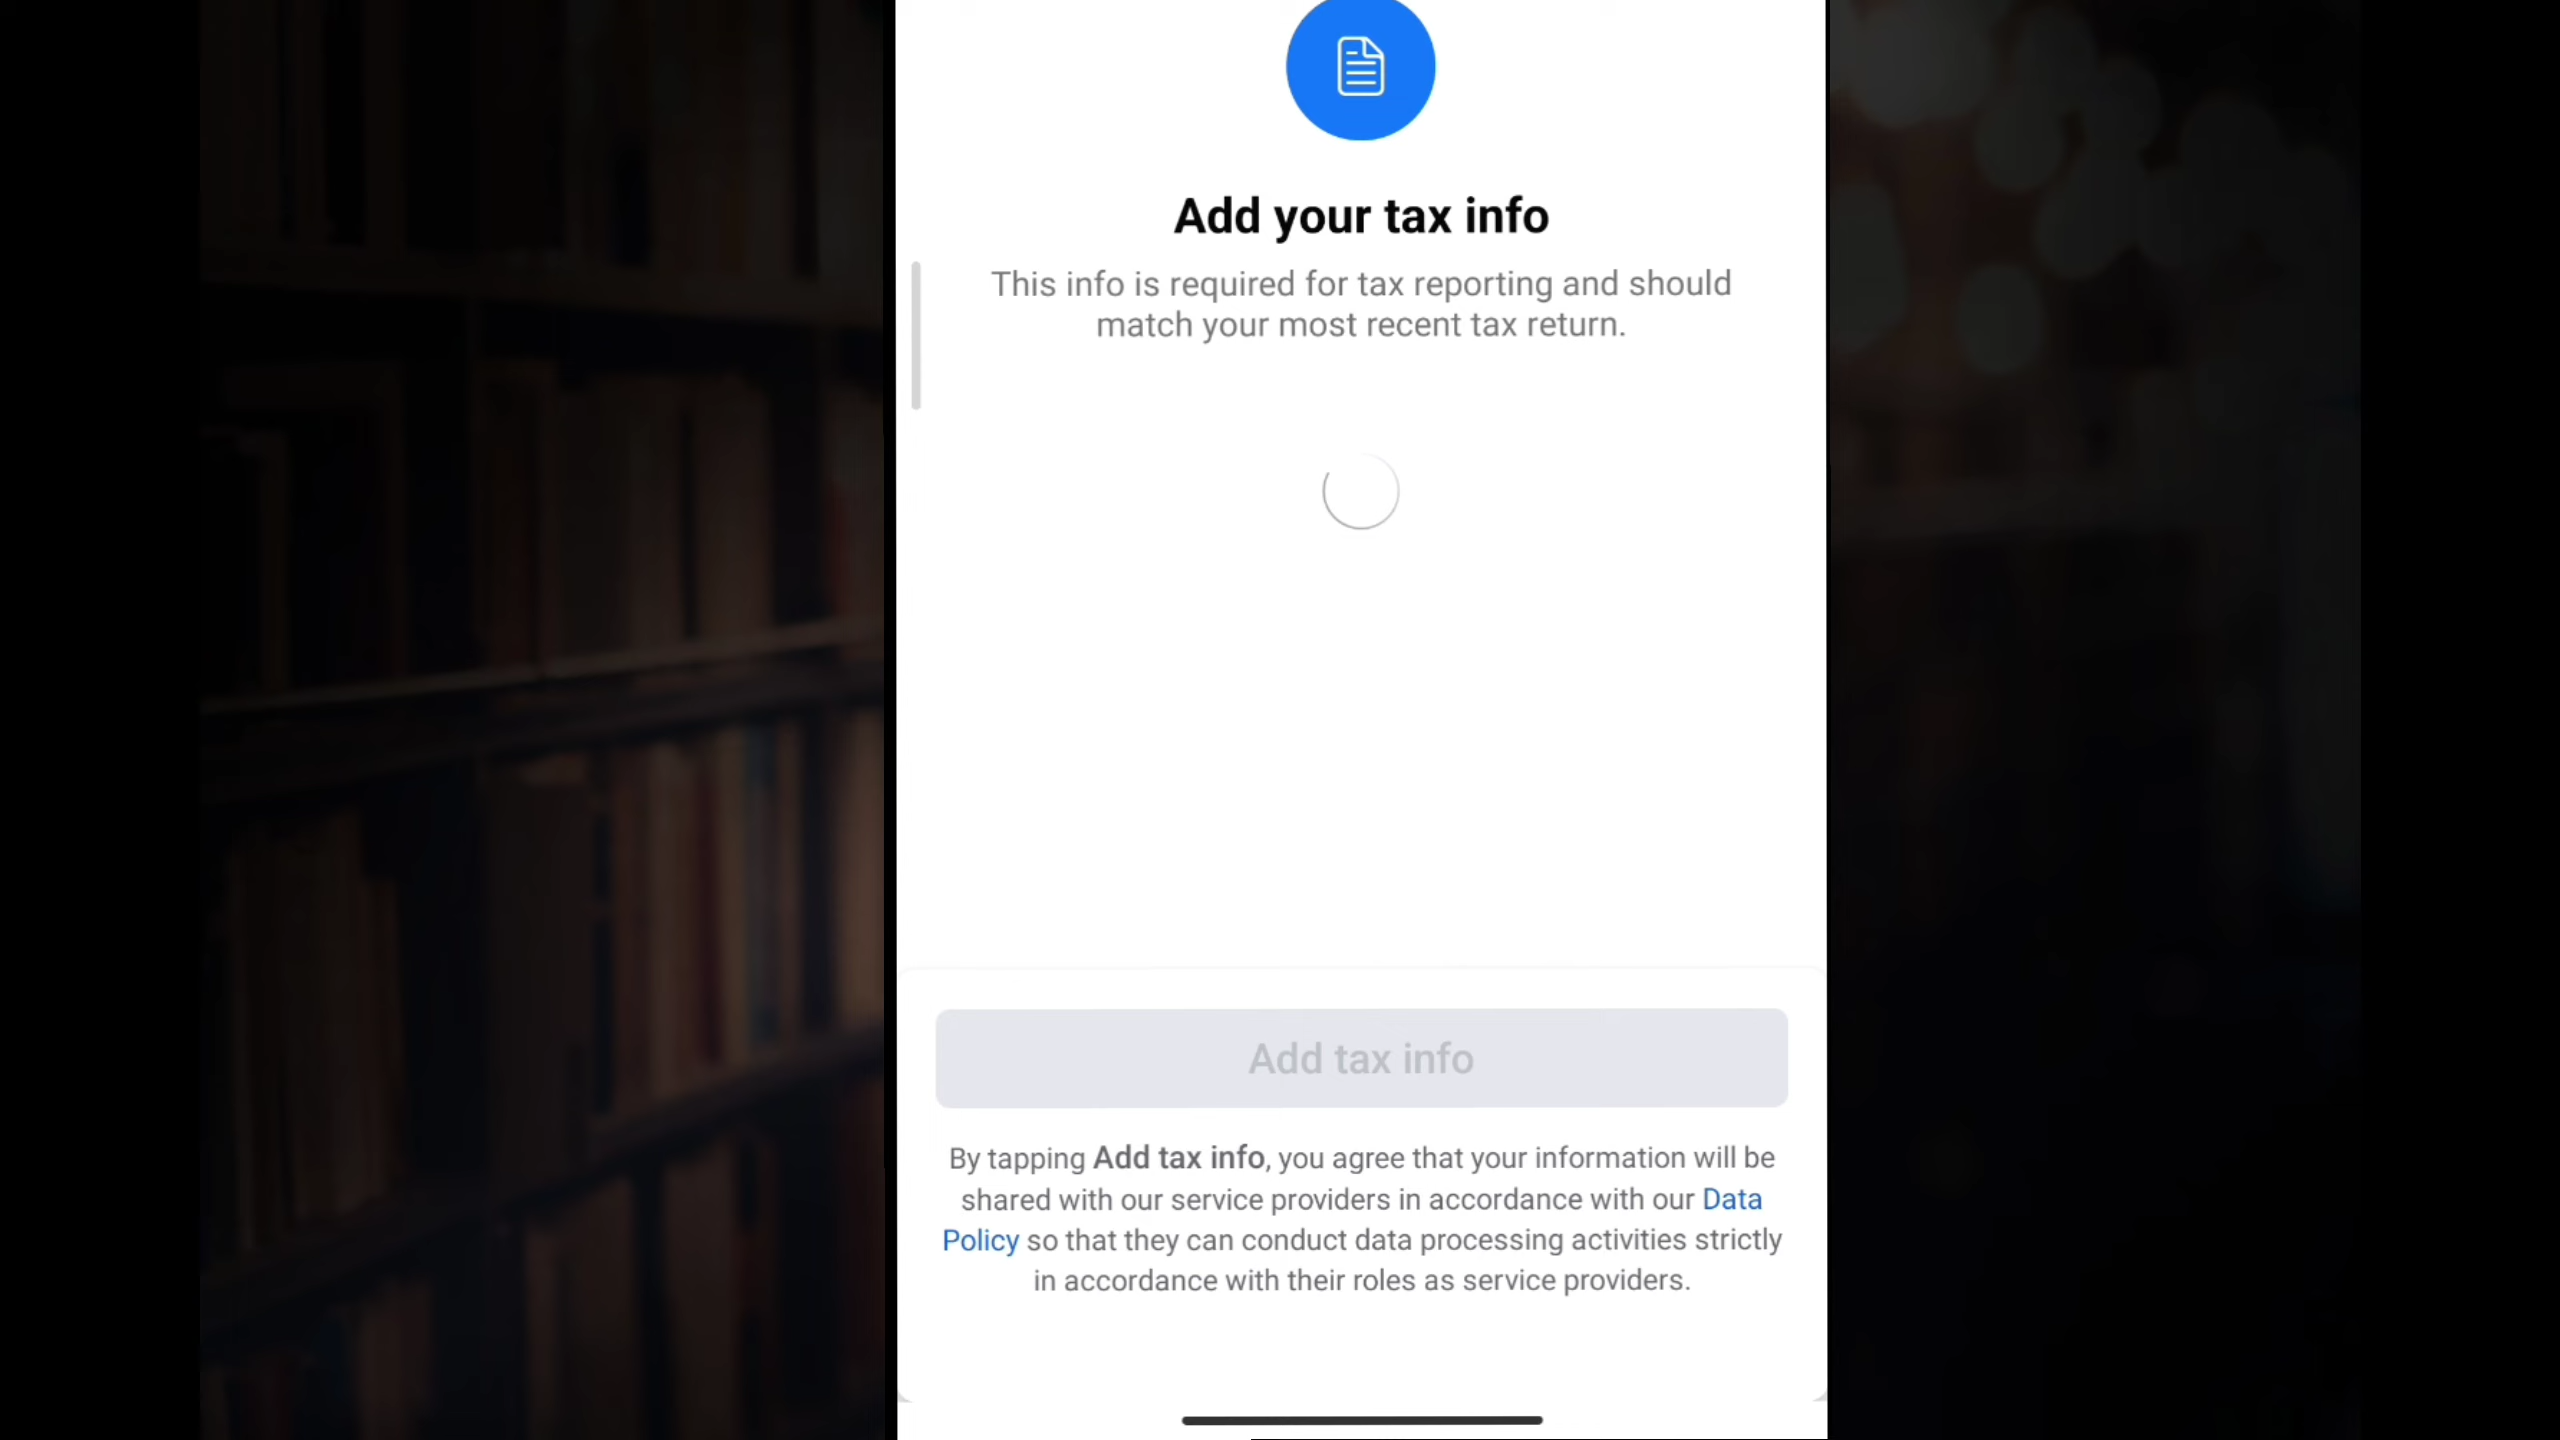 Add your tax info
This info is required for tax reporting and should
match your most recent tax return.
Add tax info
By tapping Add tax info, you agree that your information will be
shared with our service providers in accordance with our Data
Policy so that they can conduct data processing activities strictly
in accordance with their roles as service providers.